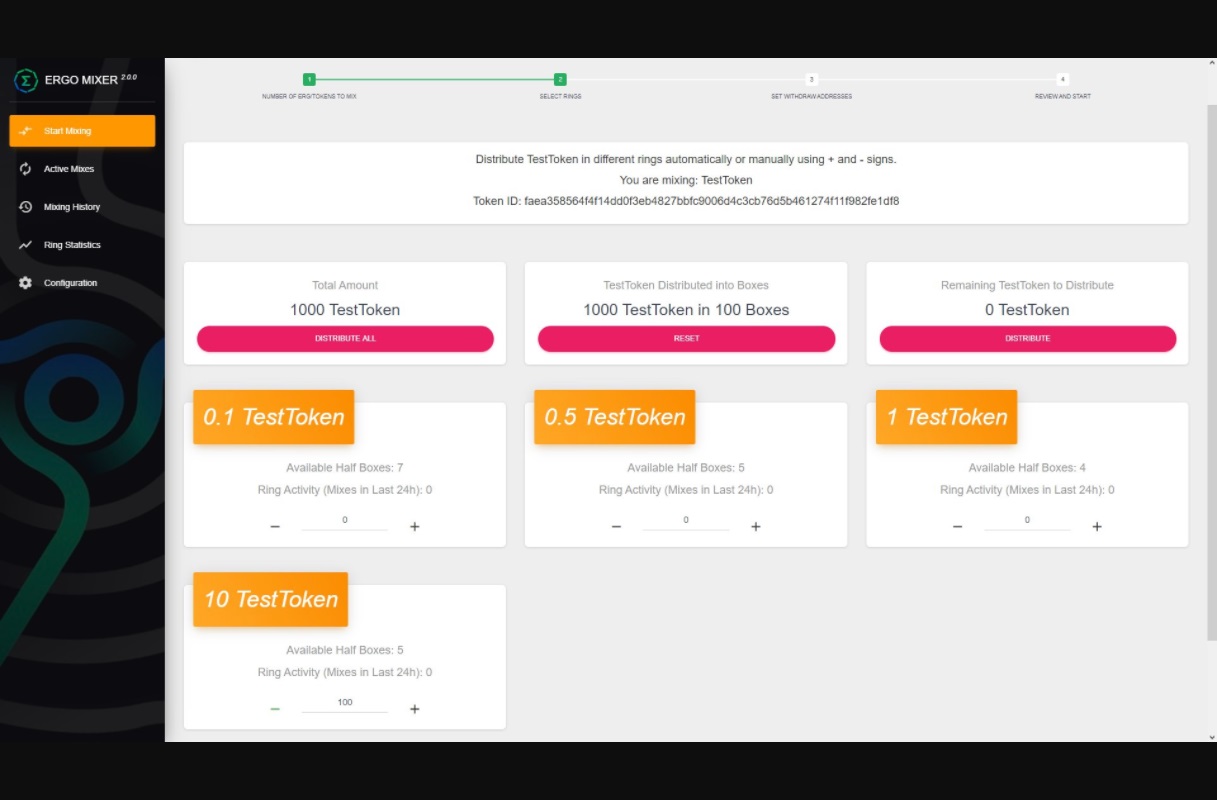 ERGO MIXER 2.0.0
Start Mixing
Active Mixes
Mixing History
Ring Statistics
Configuration
1
2
3
4
NUMBER OF ERG/TOKENS TO MIX
SELECT RINGS
SET WITHDRAW ADDRESSES
REVIEW AND START
Distribute TestToken in different rings automatically or manually using + and - signs.
You are mixing: TestToken
Token ID: faea358564f4f14dd0f3eb4827bbfc9006d4c3cb76d5b461274f11f982fe1df8
Total Amount
1000 TestToken
DISTRIBUTE ALL
TestToken Distributed into Boxes
1000 TestToken in 100 Boxes
RESET
Remaining TestToken to Distribute
0 TestToken
DISTRIBUTE
0.1 TestToken
Available Half Boxes: 7
Ring Activity (Mixes in Last 24h): 0
− 0 +
0.5 TestToken
Available Half Boxes: 5
Ring Activity (Mixes in Last 24h): 0
− 0 +
1 TestToken
Available Half Boxes: 4
Ring Activity (Mixes in Last 24h): 0
− 0 +
10 TestToken
Available Half Boxes: 5
Ring Activity (Mixes in Last 24h): 0
− 100 +